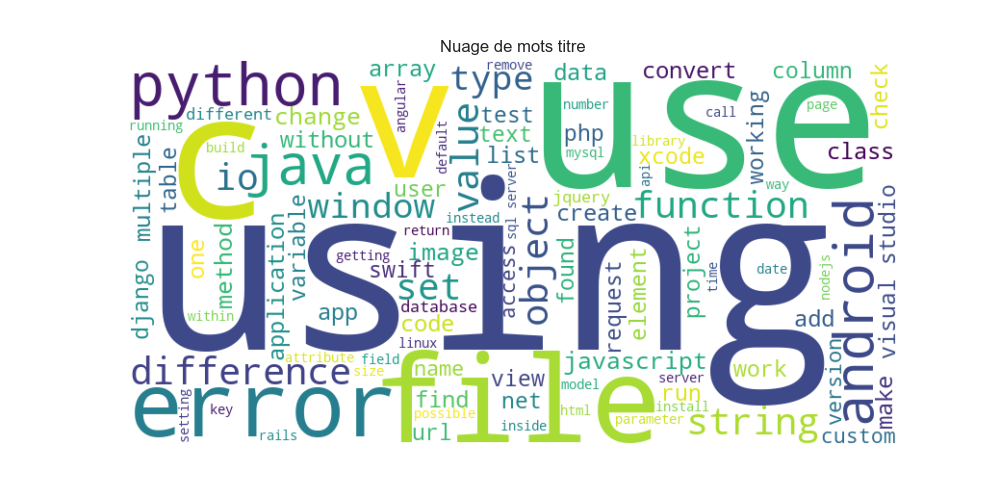 Nuage de mots titre
python
array
type
remove
data
convert
column
check
different
change
angular
v
use
number
call
page
running
build
c
without
default
value
test
text
list
php
mysql
library
xcode
api
working
way
class
multiple
table
io
java
user
window
instead
sql server
jquery
create
function
django
method
one
within
application
variable
using
getting
return
image
swift
set
access
object
found
request
element
project
time
date
nodejs
android
visual studio
app
database
code
linux
add
difference
attribute
size
field
name
view
net
model
javascript
server
work
run
version
make
error
setting
key
rails
file
find
possible
url
inside
html
parameter
install
string
custom